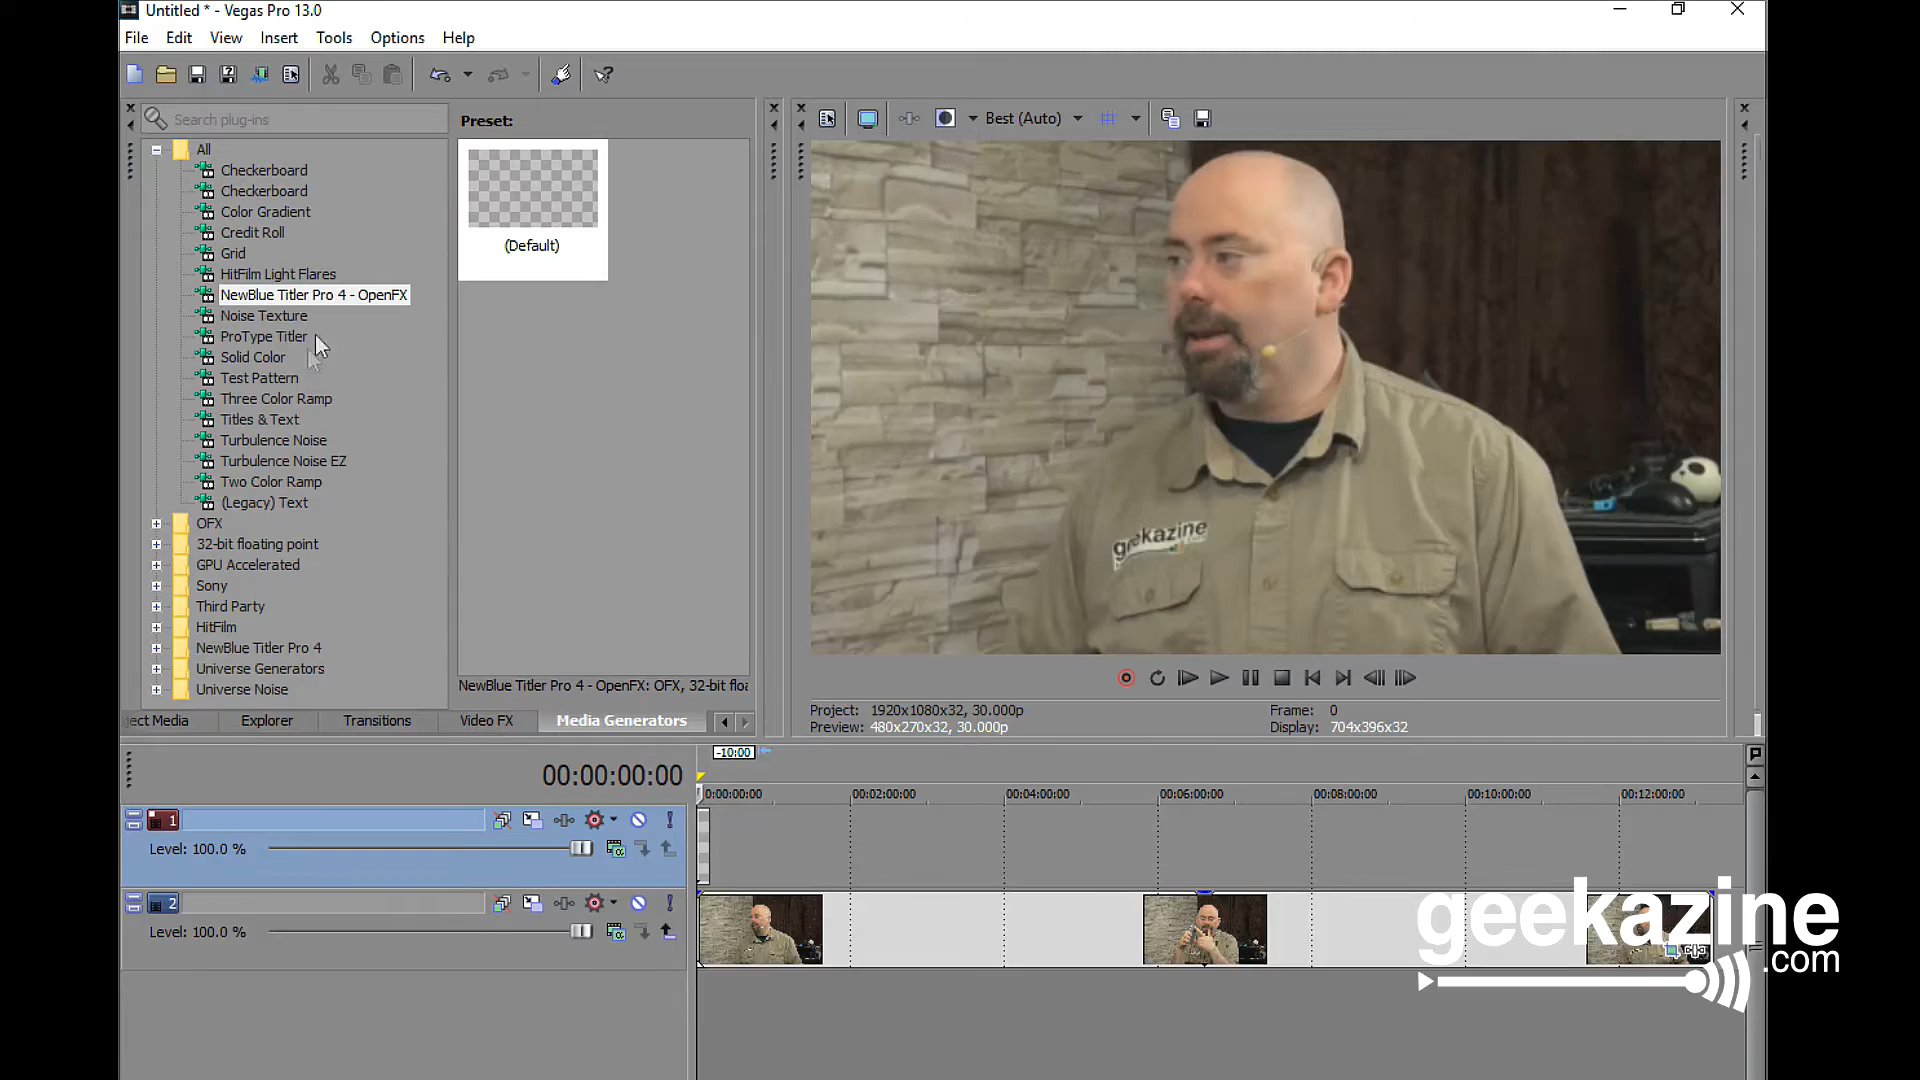 Untitled * - Vegas Pro 13.0
File Edit View Insert Tools Options Help
Search plug-ins
All
Checkerboard
Checkerboard
Color Gradient
Credit Roll
Grid
HitFilm Light Flares
NewBlue Titler Pro 4 - OpenFX
Noise Texture
ProType Titler
Solid Color
Test Pattern
Three Color Ramp
Titles & Text
Turbulence Noise
Turbulence Noise EZ
Two Color Ramp
(Legacy) Text
OFX
32-bit floating point
GPU Accelerated
Sony
Third Party
HitFilm
NewBlue Titler Pro 4
Universe Generators
Universe Noise
Preset:
(Default)
NewBlue Titler Pro 4 - OpenFX: OFX, 32-bit floa
ject Media Explorer Transitions Video FX Media Generators
Best (Auto)
geekazine
Project: 1920x1080x32, 30.000p Frame: 0
Preview: 480x270x32, 30.000p Display: 704x396x32
-10:00
00:00:00:00
0:00:00:00 00:02:00:00 00:04:00:00 00:06:00:00 00:08:00:00 00:10:00:00 00:12:00:00
1
Level: 100.0 %
2
Level: 100.0 %
geekazine
.com